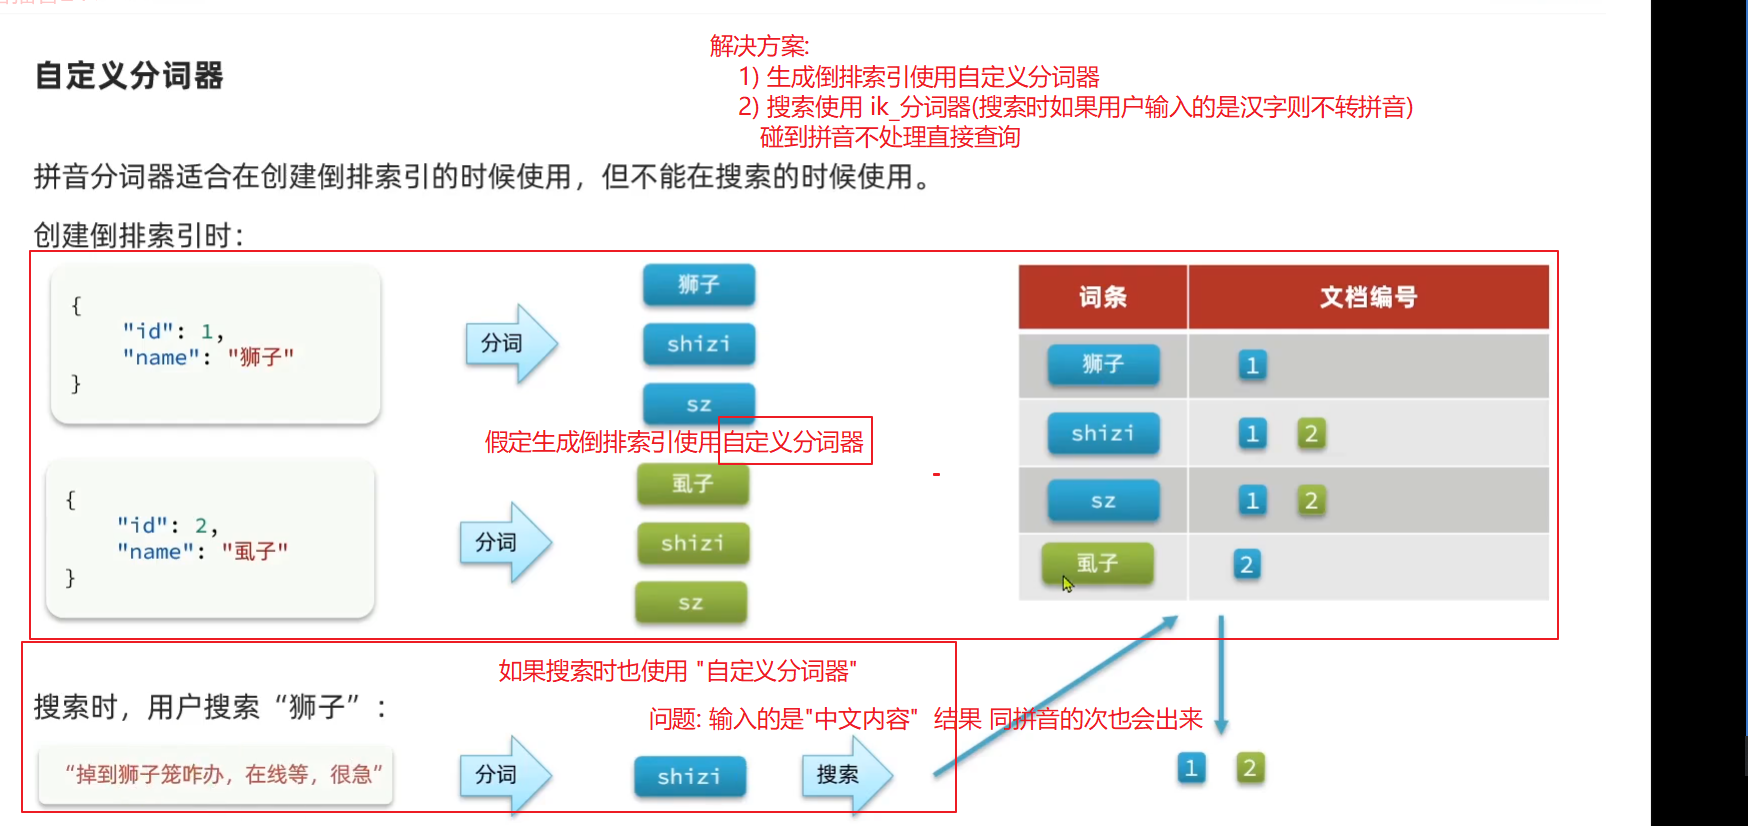 解决方案:
1) 生成倒排索引使用自定义分词器
2) 搜索使用 ik_分词器(搜索时如果用户输入的是汉字则不转拼音)
碰到拼音不处理直接查询
自定义分词器
拼音分词器适合在创建倒排索引的时候使用，但不能在搜索的时候使用。
创建倒排索引时：
{
"id": 1,
"name": "狮子"
}
分词
狮子
shizi
sz
假定生成倒排索引使用自定义分词器
{
"id": 2,
"name": "虱子"
}
分词
虱子
shizi
sz
词条 文档编号
狮子 1
shizi 1 2
sz 1 2
虱子 2
如果搜索时也使用 "自定义分词器"
搜索时，用户搜索“狮子”：
问题: 输入的是"中文内容" 结果 同拼音的次也会出来
“掉到狮子笼咋办，在线等，很急”
分词
shizi
搜索
1 2